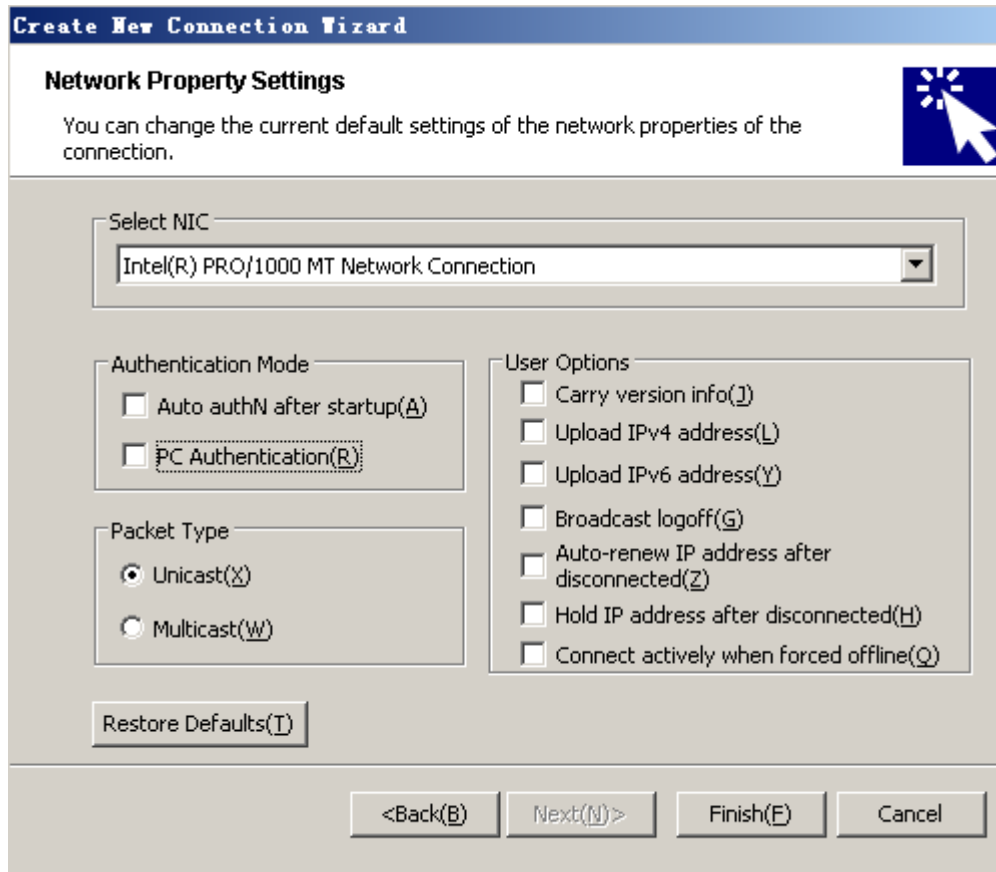 Create New Connection Wizard
Network Property Settings
You can change the current default settings of the network properties of the
connection.
Select NIC
Intel(R) PRO/1000 MT Network Connection
Authentication Mode
Auto authN after startup(A)
PC Authentication(R)
Packet Type
Unicast(X)
Multicast(W)
User Options
Carry version info(J)
Upload IPv4 address(L)
Upload IPv6 address(Y)
Broadcast logoff(G)
Auto-renew IP address after
disconnected(Z)
Hold IP address after disconnected(H)
Connect actively when forced offline(Q)
Restore Defaults(T)
<Back(B)
Next(N)>
Finish(F)
Cancel